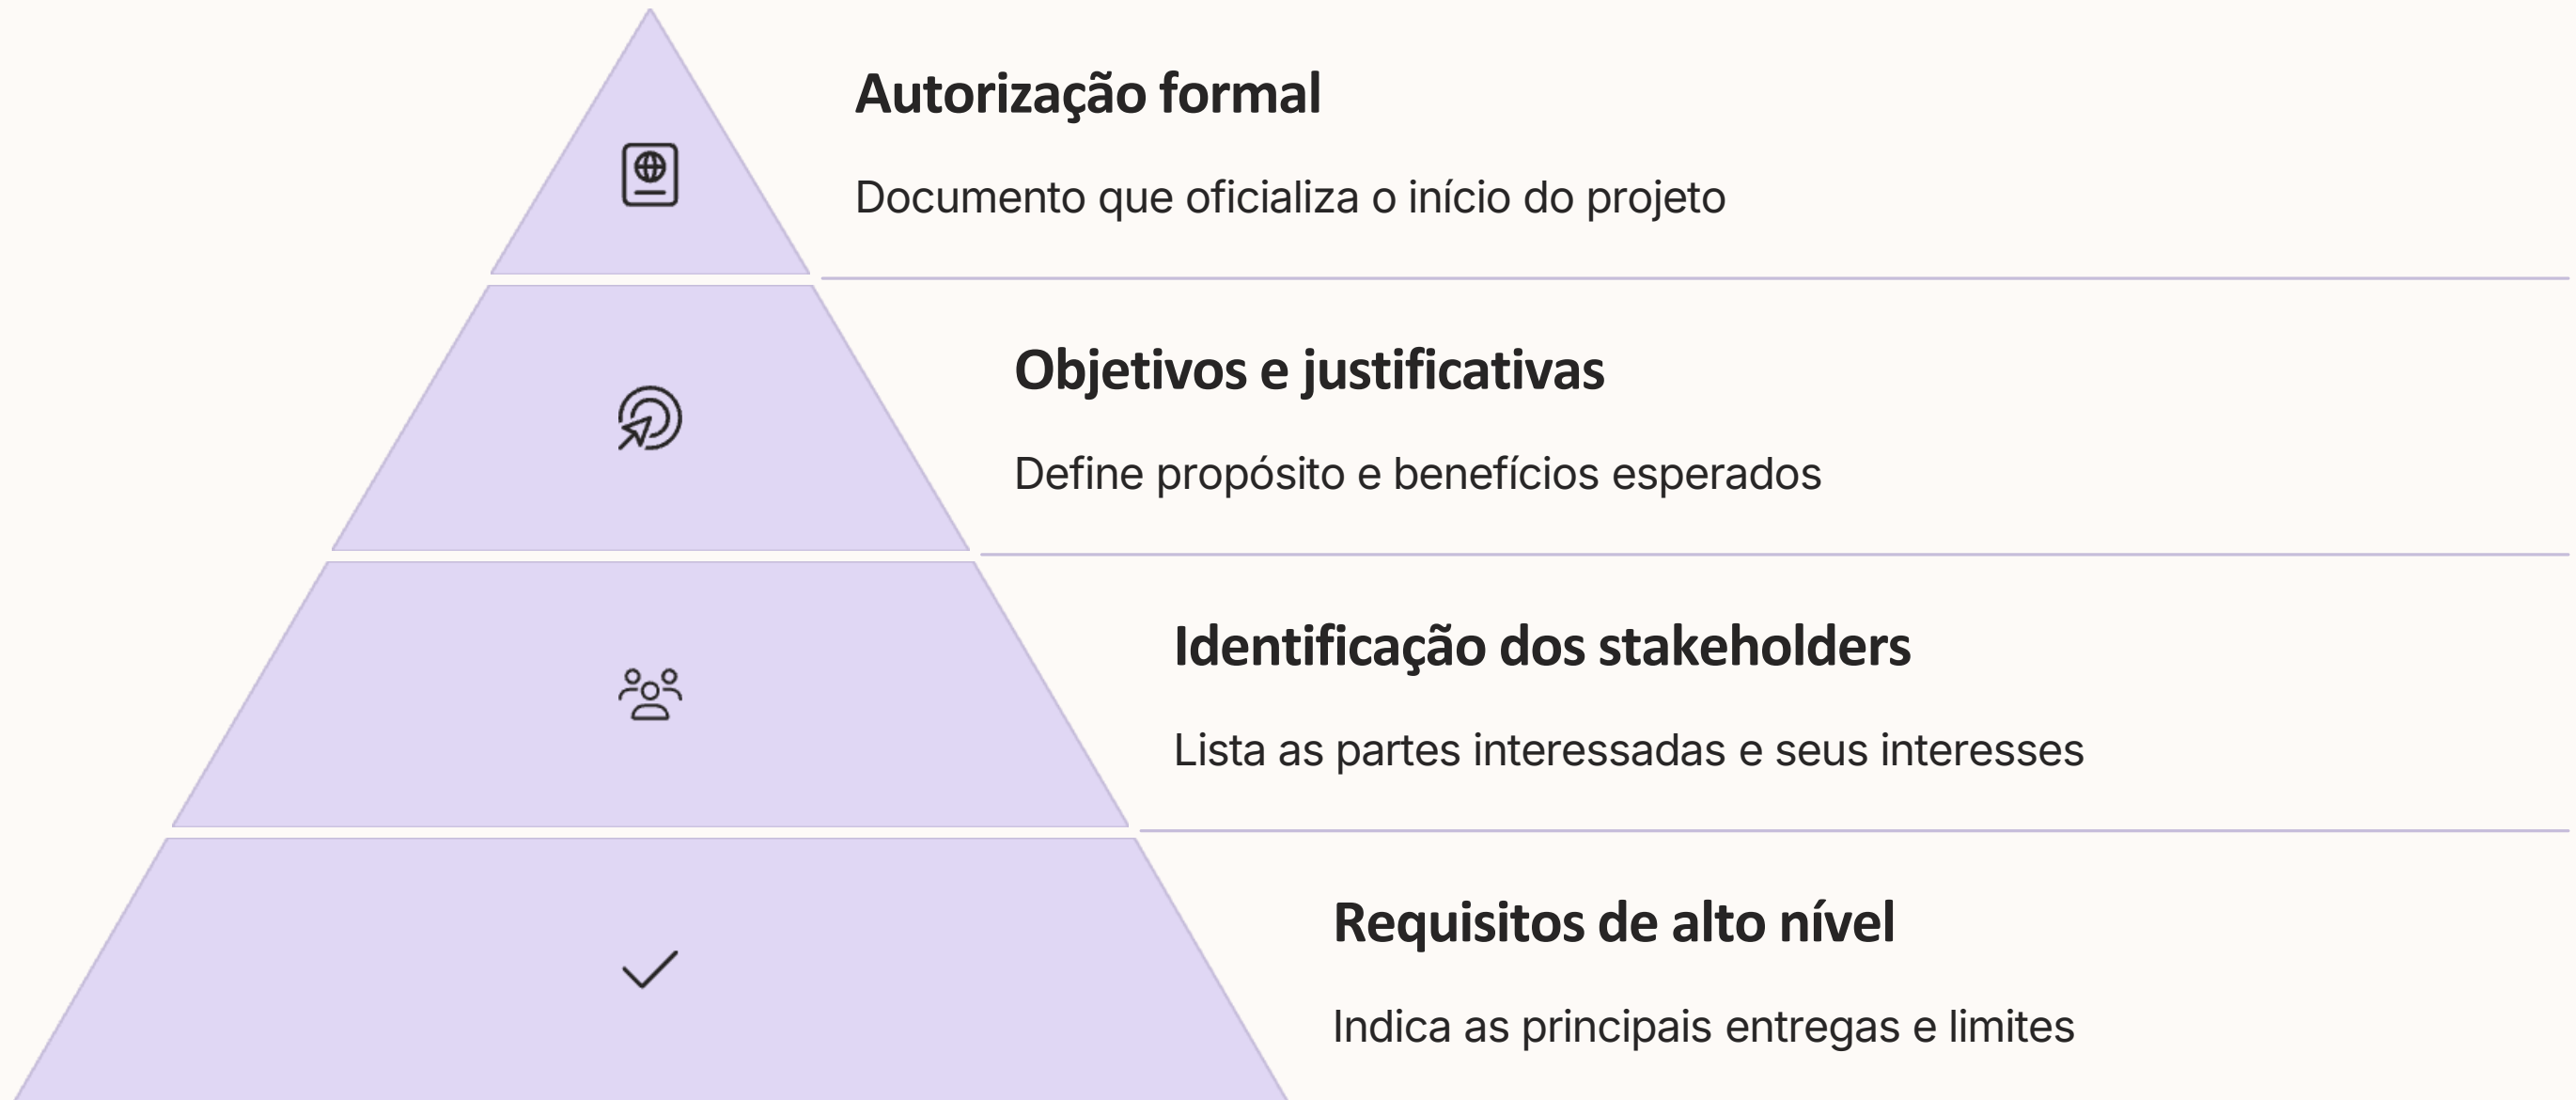 Autorização formal
Documento que oficializa o início do projeto
Objetivos e justificativas
Define propósito e benefícios esperados
Identificação dos stakeholders
Lista as partes interessadas e seus interesses
Requisitos de alto nível
Indica as principais entregas e limites